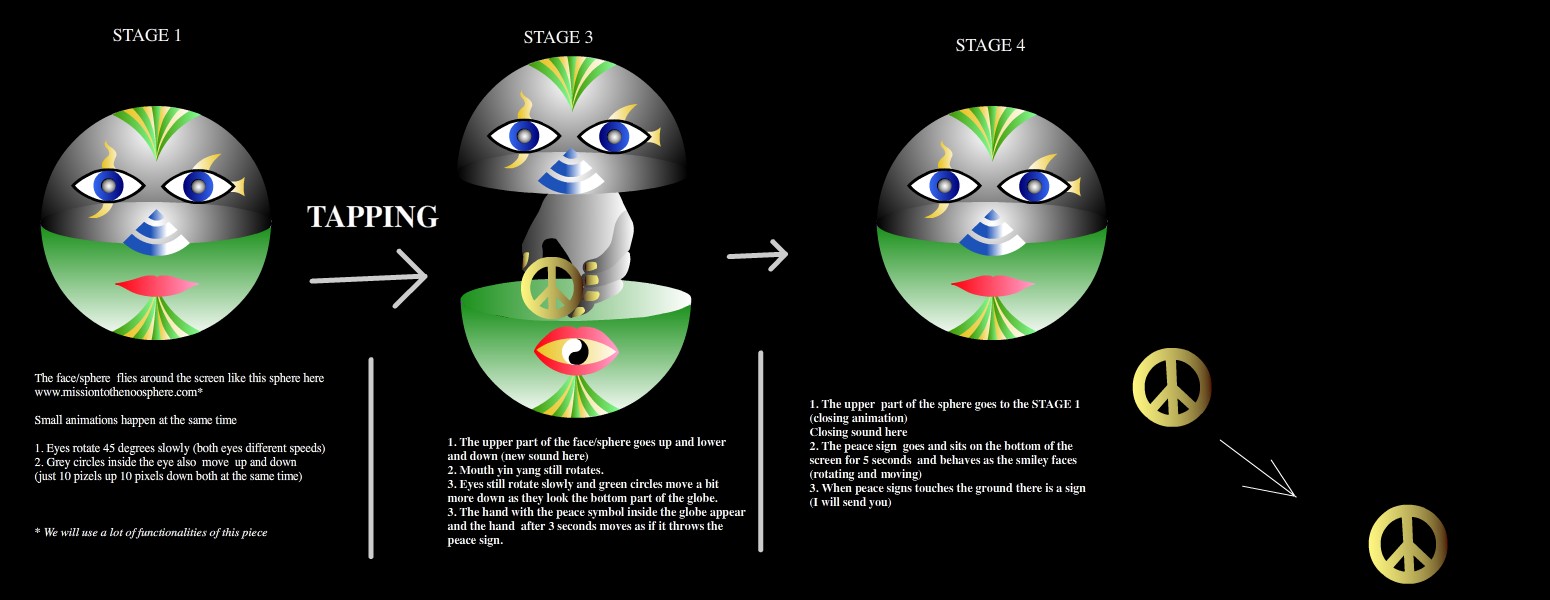 STAGE 1
The face/sphere flies around the screen like this sphere here
www.missiontothenoosphere.com*
Small animations happen at the same time
1. Eyes rotate 45 degrees slowly (both eyes different speeds)
2. Grey circles inside the eye also move up and down
(just 10 pizels up 10 pixels down both at the same time)
* We will use a lot of functionalities of this piece
TAPPING
STAGE 3
1. The upper part of the face/sphere goes up and lower
and down (new sound here)
2. Mouth yin yang still rotates.
3. Eyes still rotate slowly and green circles move a bit
more down as they look the bottom part of the globe.
3. The hand with the peace symbol inside the globe appear
and the hand after 3 seconds moves as if it throws the
peace sign.
STAGE 4
1. The upper part of the sphere goes to the STAGE 1
(closing animation)
Closing sound here
2. The peace sign goes and sits on the bottom of the
screen for 5 seconds and behaves as the smiley faces
(rotating and moving)
3. When peace signs touches the ground there is a sign
(I will send you)